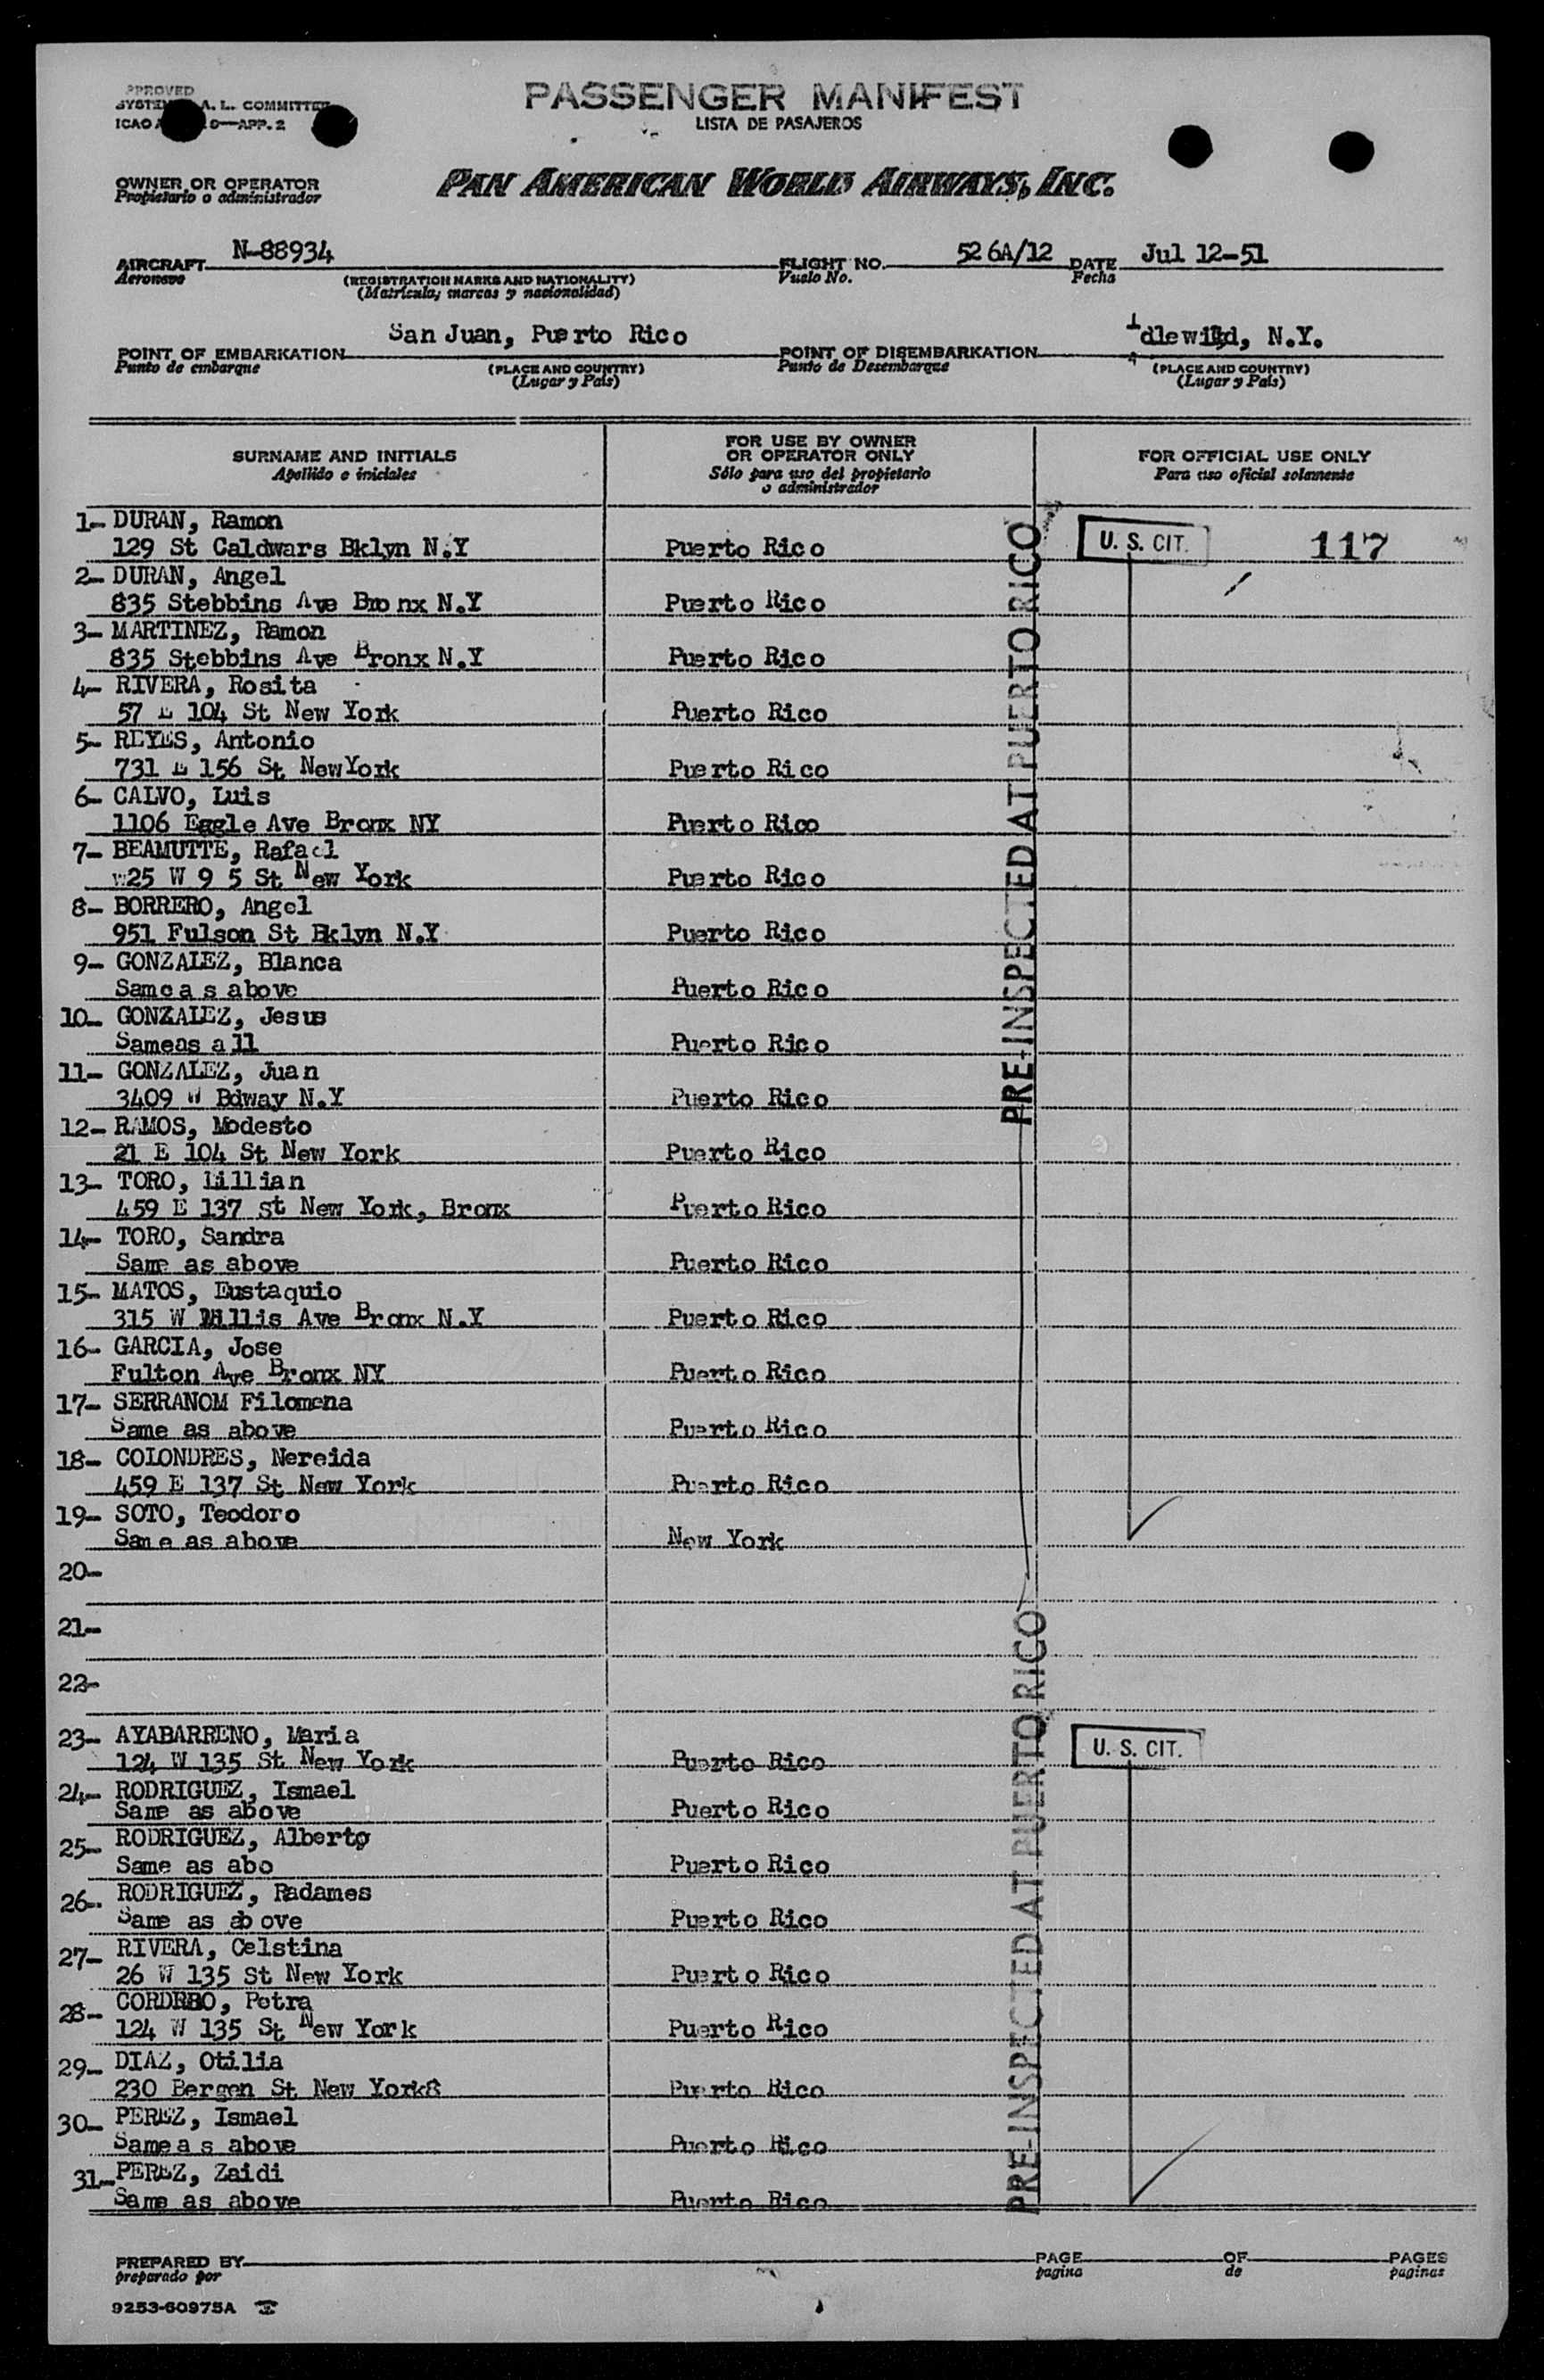 PPROVED
SYSTEM A. L. COMMITTEE
ICAO 9—APP. 2
PASSENGER MANIFEST
LISTA DE PASAJEROS
OWNER OR OPERATOR
Propietario o administrador
PAN AMERICAN WORLD AIRWAYS, INC.
AIRCRAFT N-88934 FLIGHT NO. 526A/12 DATE Jul 12-51
Aeronave (REGISTRATION MARKS AND NATIONALITY) Vuelo No. Fecha
(Matrícula, marcas y nacionalidad)
POINT OF EMBARKATION San Juan, Puerto Rico POINT OF DISEMBARKATION Idlewild, N.Y.
Punto de embarque (PLACE AND COUNTRY) Punto de Desembarque (PLACE AND COUNTRY)
(Lugar y País) (Lugar y País)
SURNAME AND INITIALS
Apellido e iniciales
FOR USE BY OWNER
OR OPERATOR ONLY
Sólo para uso del propietario
o administrador
FOR OFFICIAL USE ONLY
Para uso oficial solamente
1- DURAN, Ramon
129 St Caldwars Bklyn N.Y Puerto Rico U. S. CIT. 117
2- DURAN, Angel
835 Stebbins Ave Bronx N.Y Puerto Rico
3- MARTINEZ, Ramon
835 Stebbins Ave Bronx N.Y Puerto Rico
4- RIVERA, Rosita
57 E 104 St New York Puerto Rico
5- REYES, Antonio
731 E 156 St NewYork Puerto Rico
6- CALVO, Luis
1106 Eagle Ave Bronx NY Puerto Rico
7- BEAMUTTE, Rafael
25 W 9 5 St New York Puerto Rico
8- BORRERO, Angel
951 Fulson St Bklyn N.Y Puerto Rico
9- GONZALEZ, Blanca
Same a s above Puerto Rico
10- GONZALEZ, Jesus
Sameas a ll Puerto Rico
11- GONZALEZ, Juan
3409 W Bdway N.Y Puerto Rico
12- RAMOS, Modesto
21 E 104 St New York Puerto Rico
13- TORO, Lillian
459 E 137 st New York, Bronx Puerto Rico
14- TORO, Sandra
Same as above Puerto Rico
15- MATOS, Eustaquio
315 W Willis Ave Bronx N.Y Puerto Rico
16- GARCIA, Jose
Fulton Ave Bronx NY Puerto Rico
17- SERRANOM Filomena
Same as above Puerto Rico
18- COLONDRES, Nereida
459 E 137 St New York Puerto Rico
19- SOTO, Teodoro
Same as above New York
20-
21-
22-
23- AYABARRENO, Maria
124 W 135 St New York Puerto Rico U. S. CIT.
24- RODRIGUEZ, Ismael
Same as above Puerto Rico
25- RODRIGUEZ, Alberto
Same as abo Puerto Rico
26- RODRIGUEZ, Radames
Same as above Puerto Rico
27- RIVERA, Celstina
26 W 135 St New York Puerto Rico
28- CORDERO, Petra
124 W 135 St New York Puerto Rico
29- DIAZ, Otilia
230 Bergen St New York8 Puerto Rico
30- PEREZ, Ismael
Same a s above Puerto Rico
31- PEREZ, Zaidi
Same as above Puerto Rico
PRE-INSPECTED AT PUERTO RICO
PRE-INSPECTED AT PUERTO RICO
PREPARED BY PAGE OF PAGES
preparado por pagina de paginas
9253-60975A